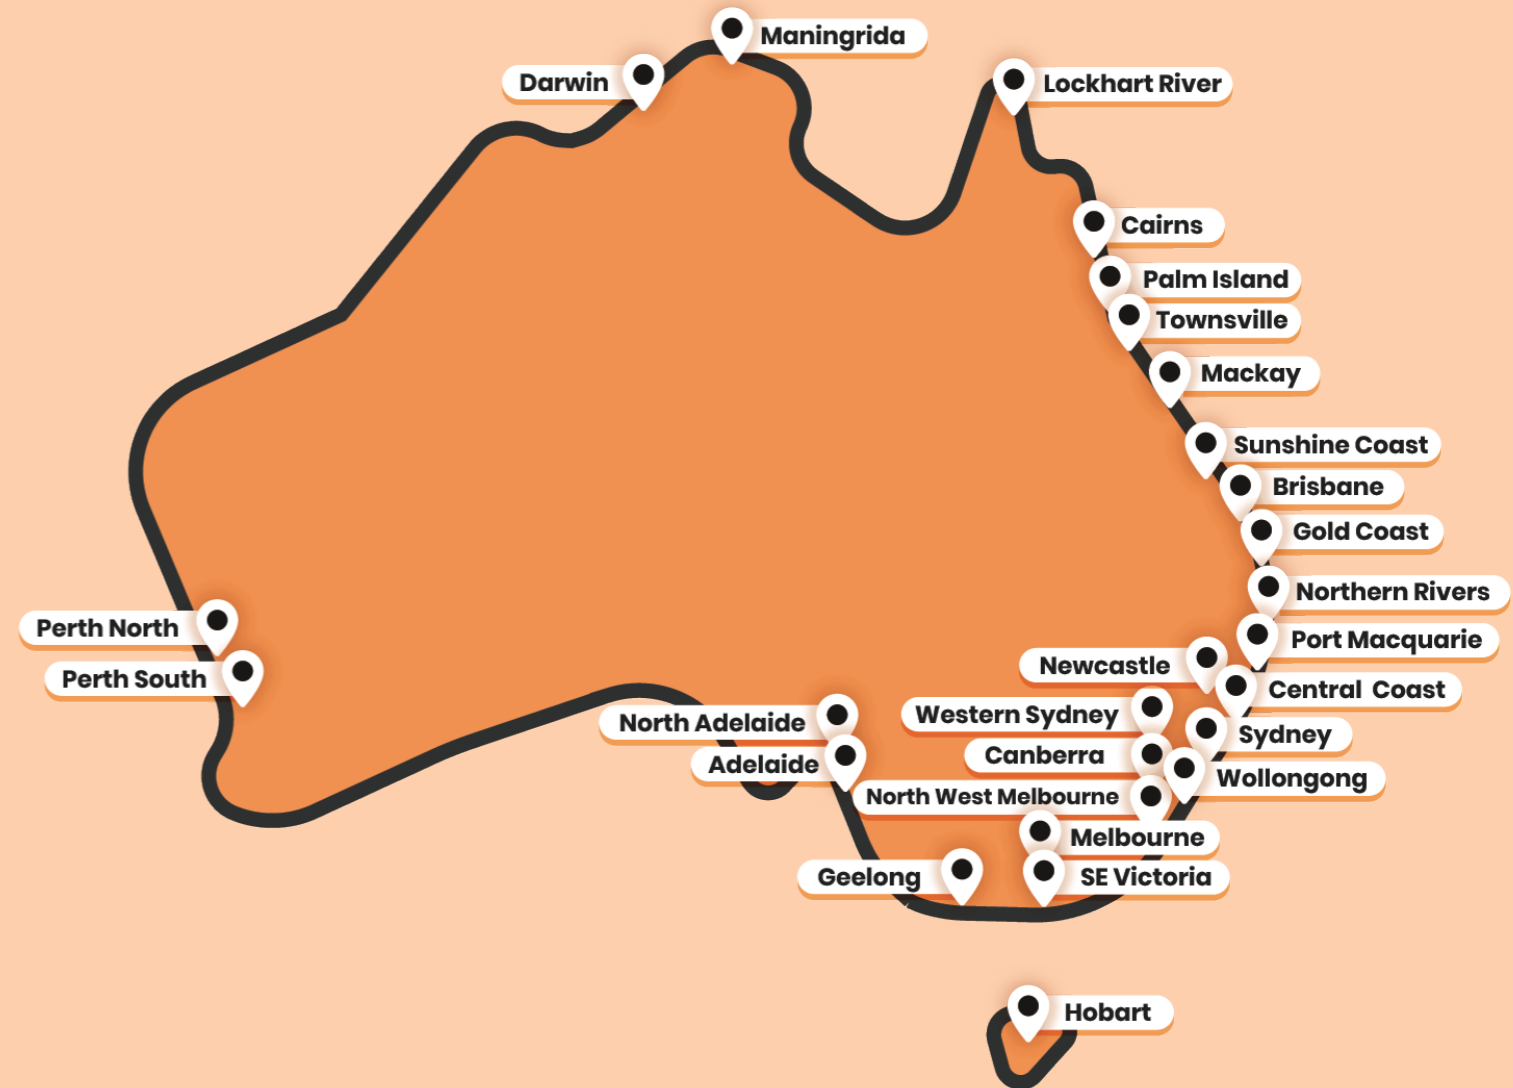 Maningrida
Darwin
Lockhart River
Cairns
Palm Island
Townsville
Mackay
Sunshine Coast
Brisbane
Gold Coast
Northern Rivers
Perth North
Port Macquarie
Newcastle
Perth South
Central Coast
Western Sydney
North Adelaide
Sydney
Canberra
Adelaide
Wollongong
North West Melbourne
Melbourne
Geelong
SE Victoria
Hobart